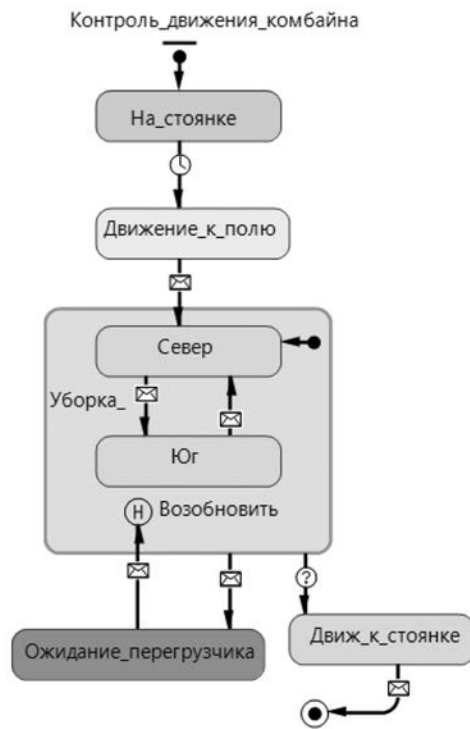 Контроль_движения_комбайна
На_стоянке
Движение_к_полю
Север
Уборка_
Юг
H Возобновить
?
Ожидание_перегрузчика
Движ_к_стоянке